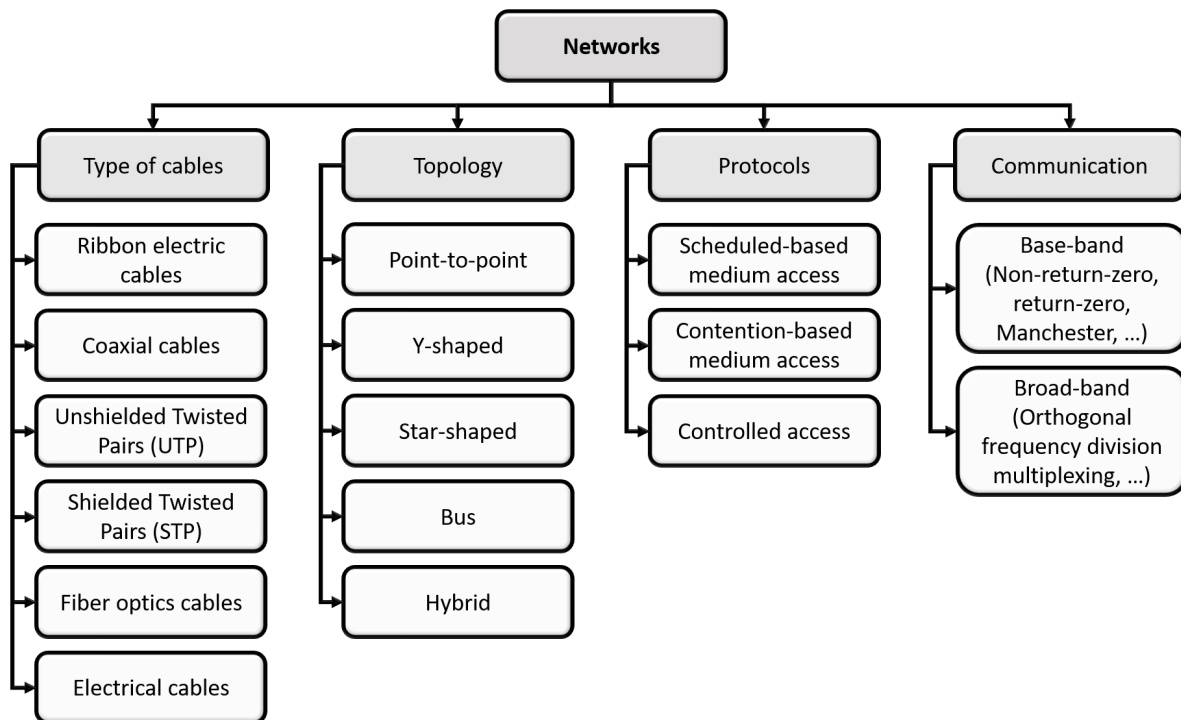 Networks
Type of cables
Ribbon electric
cables
Coaxial cables
Unshielded Twisted
Pairs (UTP)
Shielded Twisted
Pairs (STP)
Fiber optics cables
Electrical cables
Topology
Point-to-point
Y-shaped
Star-shaped
Bus
Hybrid
Protocols
Scheduled-based
medium access
Contention-based
medium access
Controlled access
Communication
Base-band
(Non-return-zero,
return-zero,
Manchester, ...)
Broad-band
(Orthogonal
frequency division
multiplexing, ...)